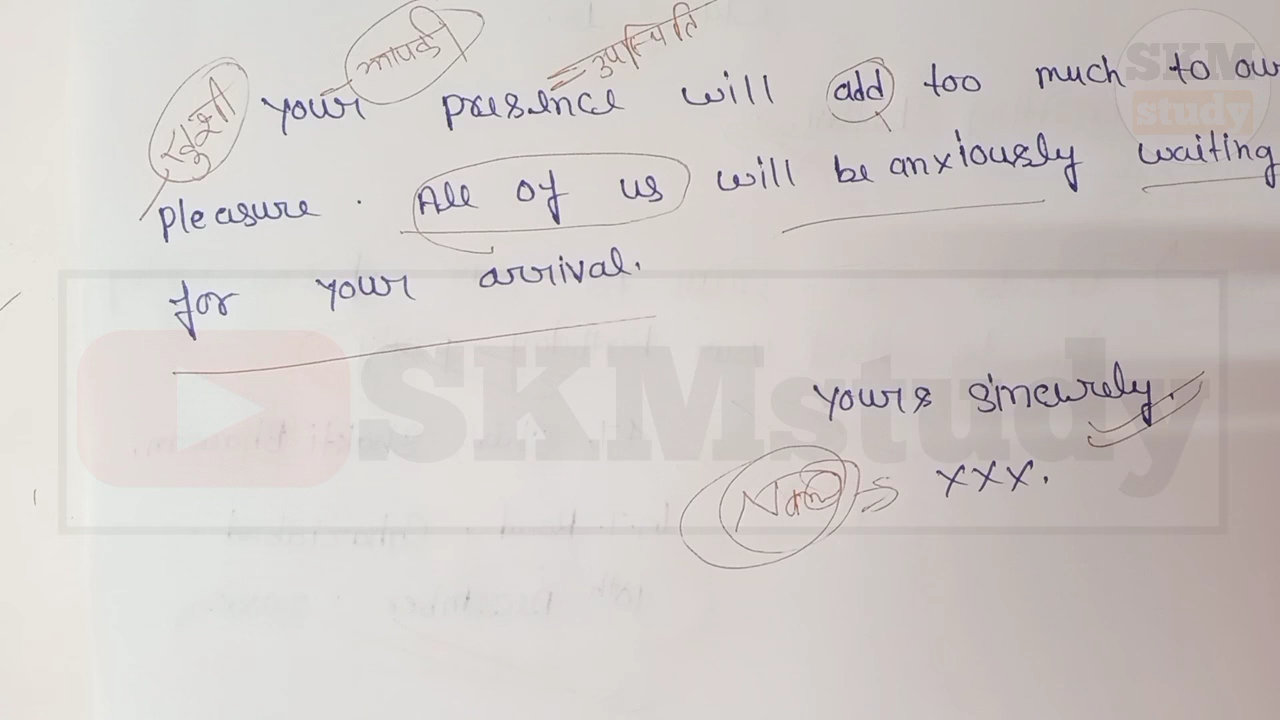 आपकी उपस्थिति
your presence will add too much to our
खुशी
pleasure. All of us will be anxiously waiting
for your arrival.
Yours sincerely.
Name XXX.
SKM
study
SKMstudy